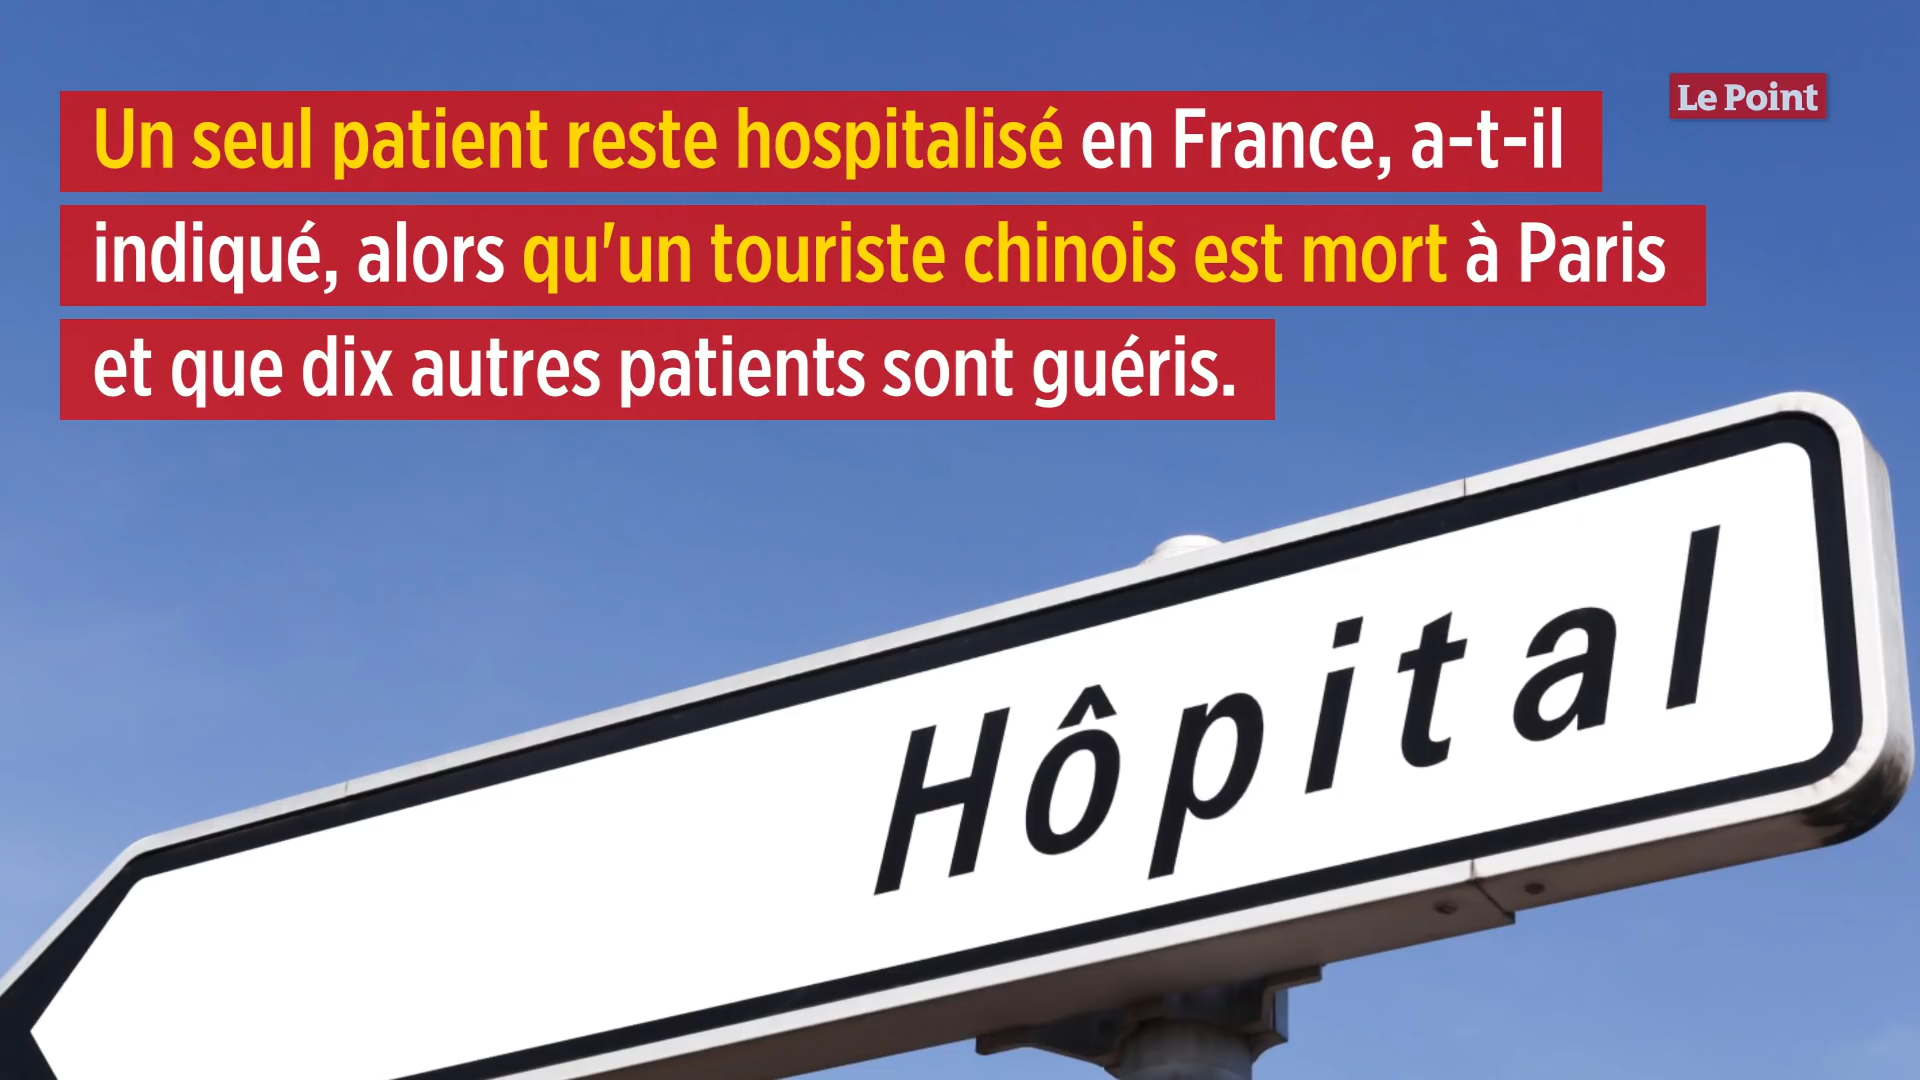 Un seul patient reste hospitalisé en France, a-t-il
Le Point
indiqué, alors qu'un touriste chinois est mort à Paris
et que dix autres patients sont guéris.
Hôpital